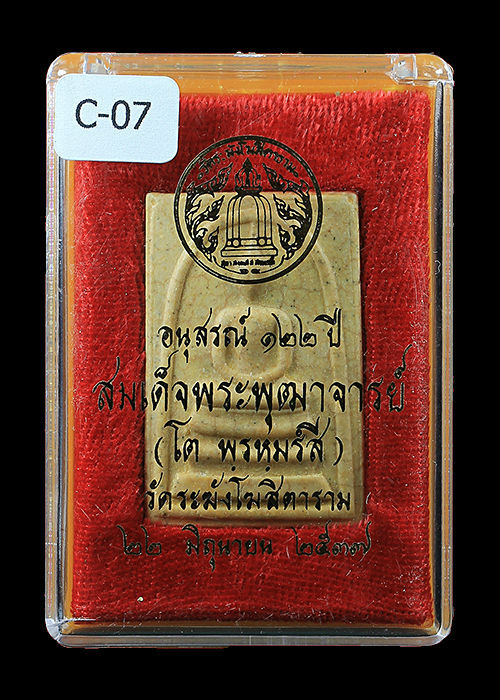 C-07
อนุสรณ์ ๑๒๒ ปี
สมเด็จพระพุฒาจารย์
(โต พรหมรํสี)
วัดระฆังโฆสิตาราม
๒๒ มิถุนายน ๒๕๓๗